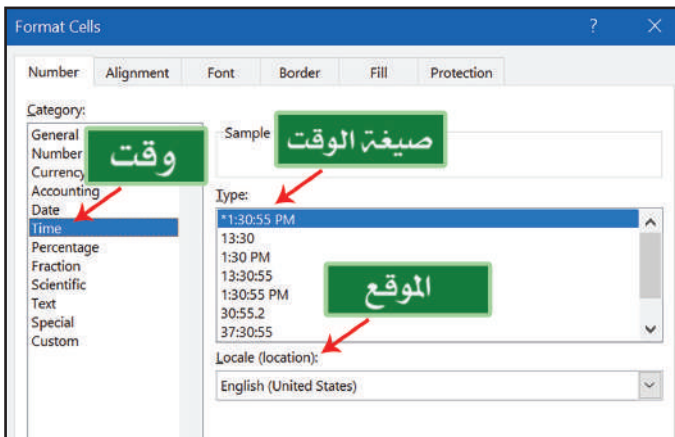 Format Cells
Number Alignment Font Border Fill Protection
Category:
General
Number
Currency
Accounting
Date
Time
Percentage
Fraction
Scientific
Text
Special
Custom
وقت
Sample
صيغة الوقت
Type:
*1:30:55 PM
13:30
1:30 PM
13:30:55
1:30:55 PM
30:55.2
37:30:55
الموقع
Locale (location):
English (United States)